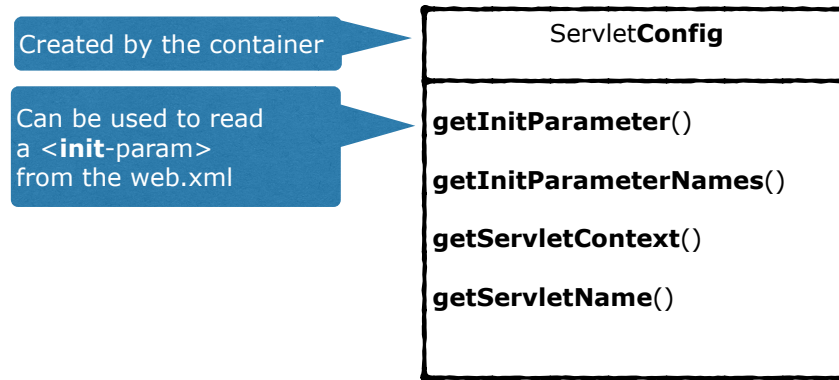 Created by the container
ServletConfig
Can be used to read
a <init-param>
from the web.xml
getInitParameter()
getInitParameterNames()
getServletContext()
getServletName()